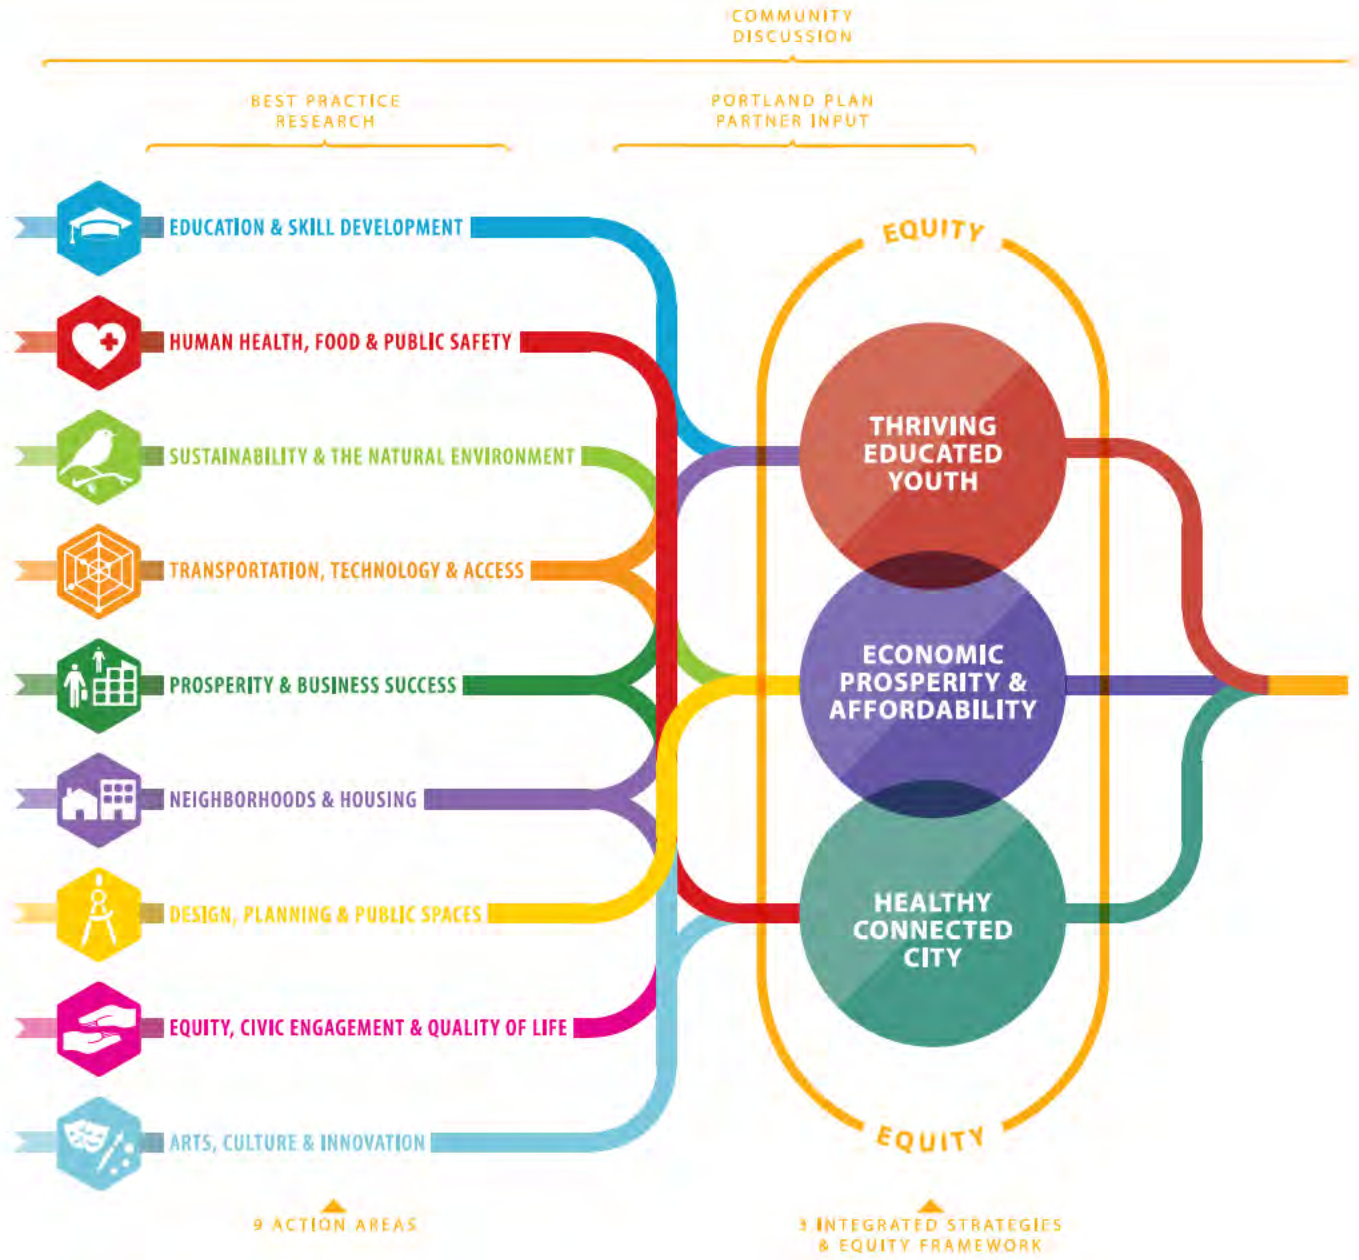 COMMUNITY
DISCUSSION
BEST PRACTICE
RESEARCH
PORTLAND PLAN
PARTNER INPUT
EDUCATION & SKILL DEVELOPMENT
HUMAN HEALTH, FOOD & PUBLIC SAFETY
SUSTAINABILITY & THE NATURAL ENVIRONMENT
TRANSPORTATION, TECHNOLOGY & ACCESS
PROSPERITY & BUSINESS SUCCESS
NEIGHBORHOODS & HOUSING
DESIGN, PLANNING & PUBLIC SPACES
EQUITY, CIVIC ENGAGEMENT & QUALITY OF LIFE
ARTS, CULTURE & INNOVATION
9 ACTION AREAS
EQUITY
THRIVING
EDUCATED
YOUTH
ECONOMIC
PROSPERITY &
AFFORDABILITY
HEALTHY
CONNECTED
CITY
EQUITY
3 INTEGRATED STRATEGIES
& EQUITY FRAMEWORK